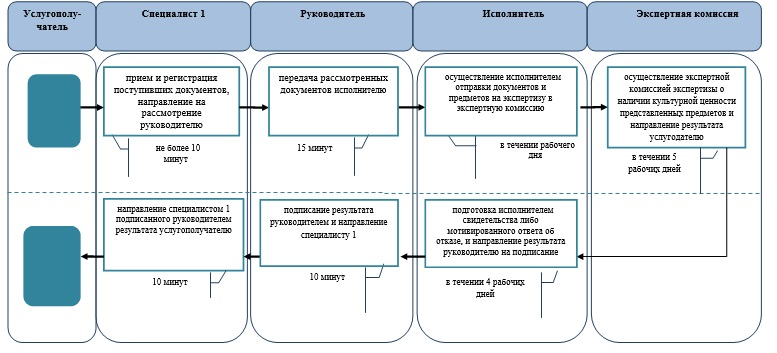 Услугополу-
чатель
Специалист 1
Руководитель
Исполнитель
Экспертная комиссия
прием и регистрация
поступивших документов,
направление на
рассмотрение
руководителю
не более 10
минут
передача рассмотренных
документов исполнителю
15 минут
осуществление исполнителем
отправки документов и
предметов на экспертизу в
экспертную комиссию
в течении рабочего
дня
осуществление экспертной
комиссией экспертизы о
наличии культурной ценности
представленных предметов и
направление результата
услугодателю
в течении 5
рабочих дней
направление специалистом 1
подписанного руководителем
результата услугополучателю
10 минут
подписание результата
руководителем и направление
специалисту 1
10 минут
подготовка исполнителем
свидетельства либо
мотивированного ответа об
отказе, и направление результата
руководителю на подписание
в течении 4 рабочих
дней